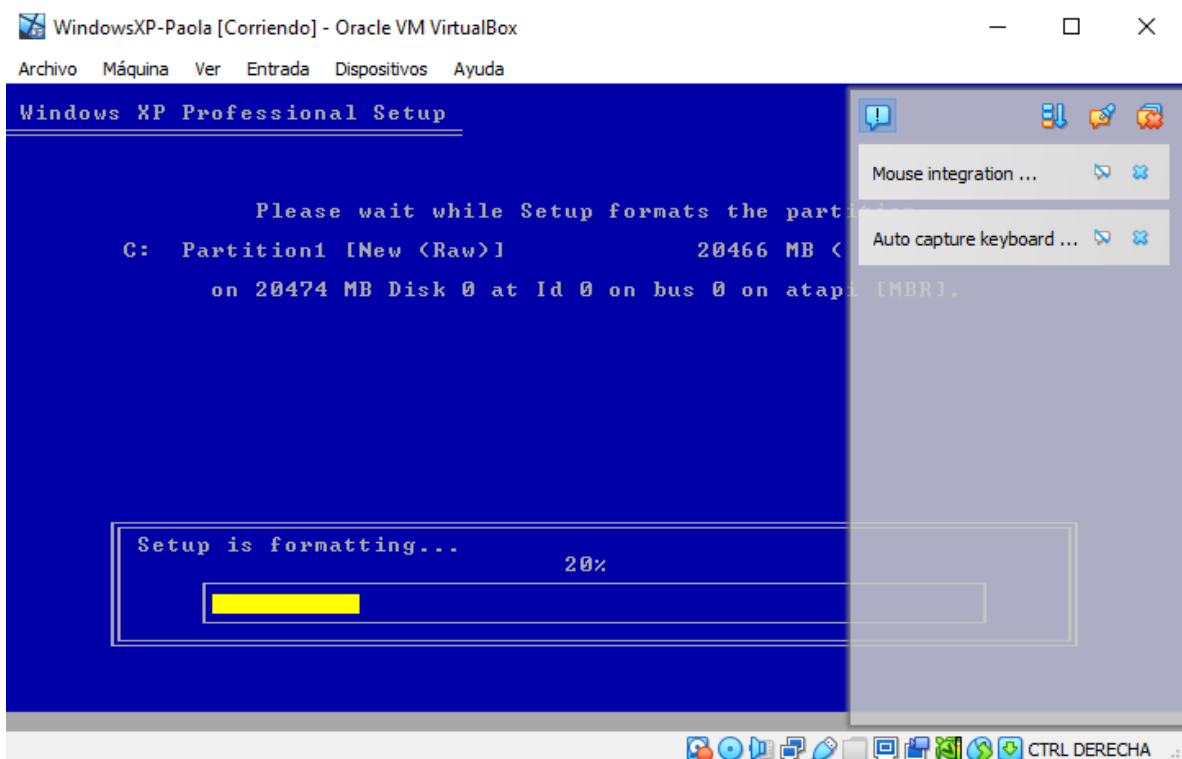 WindowsXP-Paola [Corriendo] - Oracle VM VirtualBox
Archivo Máquina Ver Entrada Dispositivos Ayuda
Windows XP Professional Setup
Mouse integration ...
Auto capture keyboard ...
Please wait while Setup formats the partition
C: Partition1 [New (Raw)] 20466 MB (
on 20474 MB Disk 0 at Id 0 on bus 0 on atapi [MBR].
Setup is formatting...
20%
CTRL DERECHA